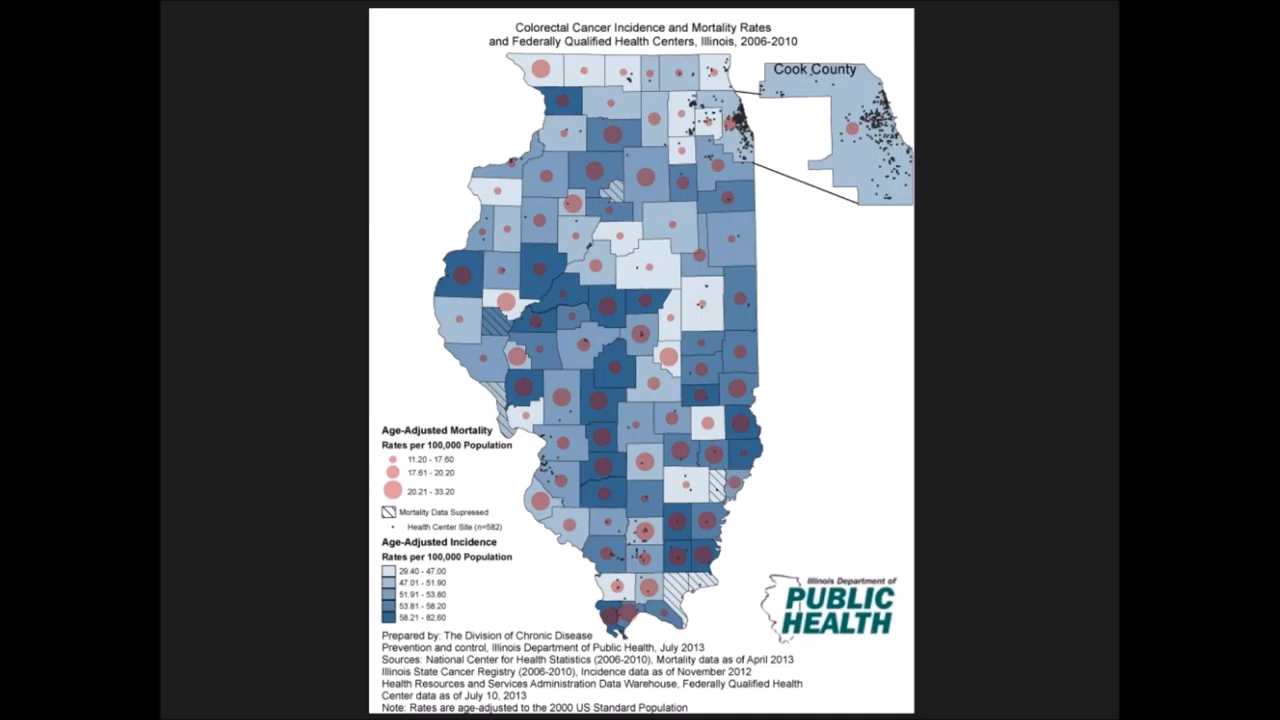 Colorectal Cancer Incidence and Mortality Rates
and Federally Qualified Health Centers, Illinois, 2006-2010
Cook County
Age-Adjusted Mortality
Rates per 100,000 Population
11.20 - 17.60
17.61 - 20.20
20.21 - 33.20
Mortality Data Supressed
Health Center Site (n=582)
Age-Adjusted Incidence
Rates per 100,000 Population
29.40 - 47.00
47.01 - 51.90
51.91 - 53.80
53.81 - 58.20
58.21 - 82.60
Illinois Department of
PUBLIC
HEALTH
Prepared by: The Division of Chronic Disease
Prevention and control, Illinois Department of Public Health, July 2013
Sources: National Center for Health Statistics (2006-2010), Mortality data as of April 2013
Illinois State Cancer Registry (2006-2010), Incidence data as of November 2012
Health Resources and Services Administration Data Warehouse, Federally Qualified Health
Center data as of July 10, 2013
Note: Rates are age-adjusted to the 2000 US Standard Population